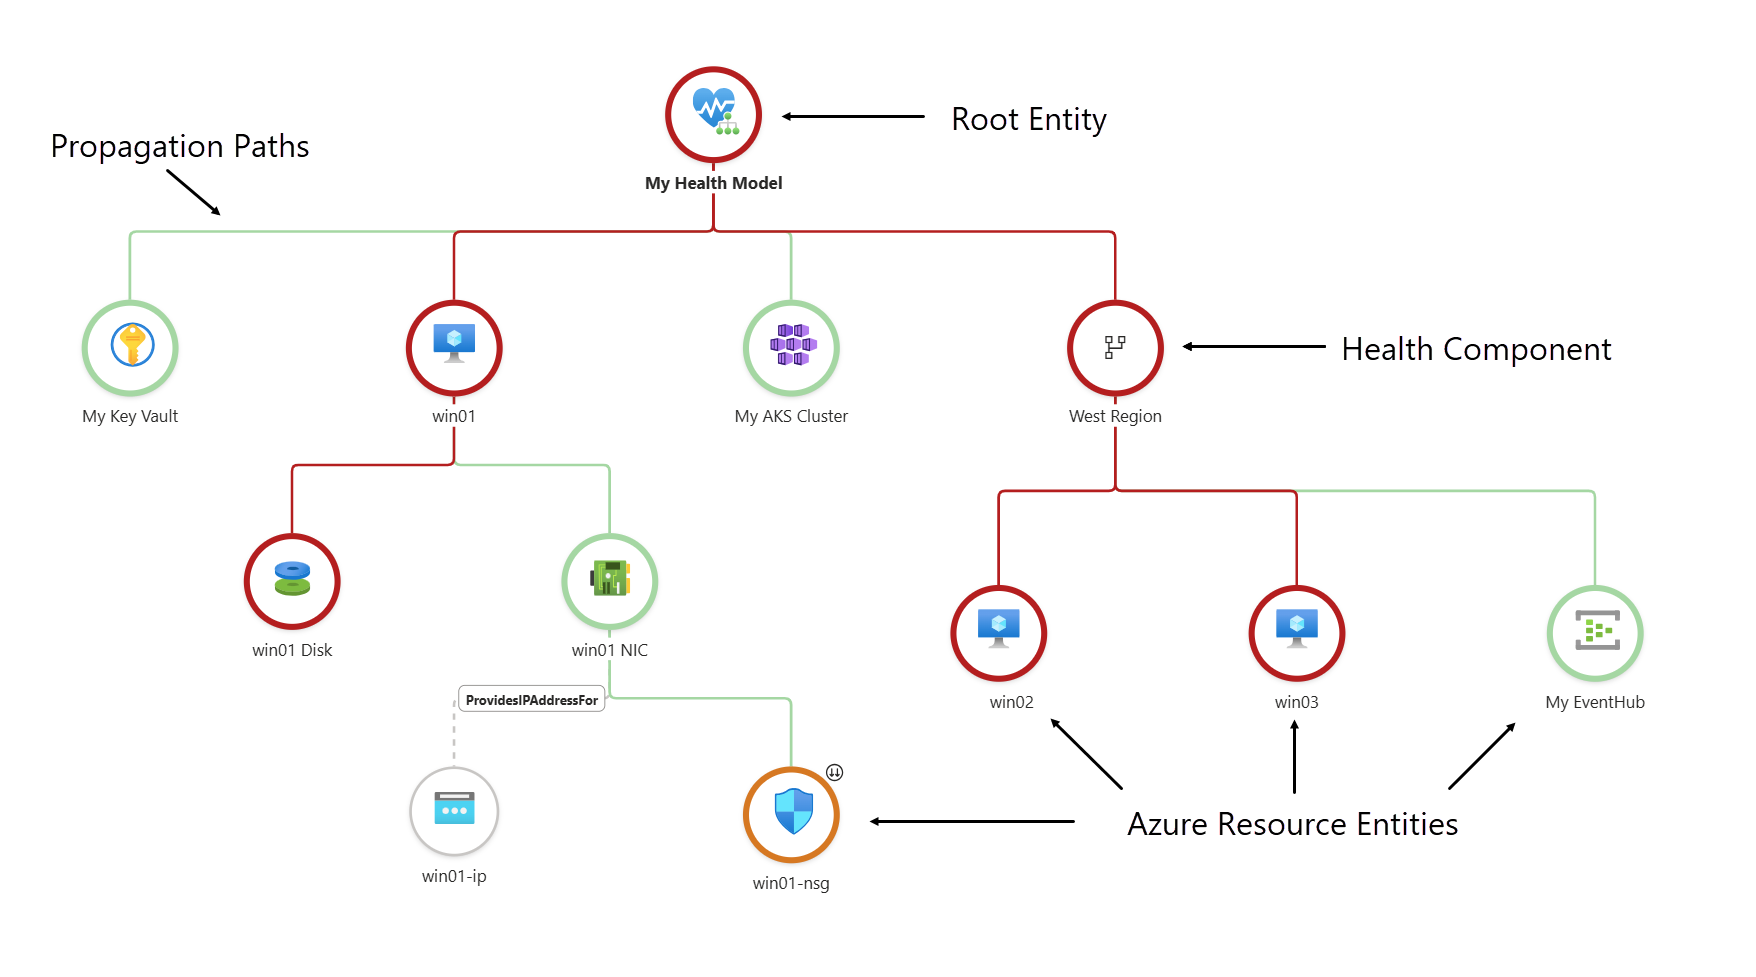 Root Entity
Propagation Paths
My Health Model
Health Component
My Key Vault
win01
My AKS Cluster
West Region
win01 Disk
win01 NIC
ProvidesIPAddressFor
win02
win03
My EventHub
Azure Resource Entities
win01-ip
win01-nsg